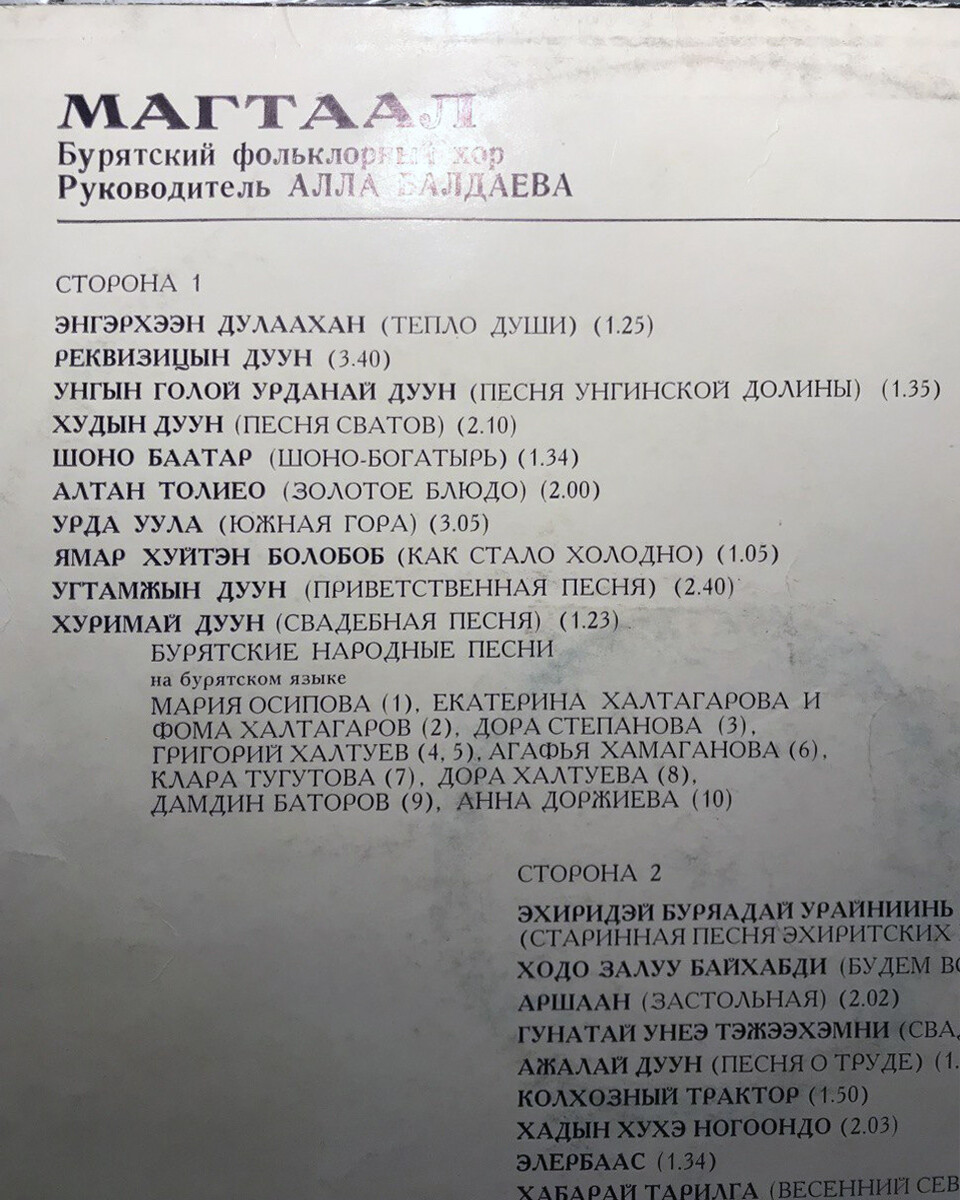 МАГТААЛ
Бурятский фольклорный хор
Руководитель АЛЛА БАЛДАЕВА
СТОРОНА 1
ЭНГЭРХЭЭН ДУЛААХАН (ТЕПЛО ДУШИ) (1.25)
РЕКВИЗИЦЫН ДУУН (3.40)
УНГЫН ГОЛОЙ УРДАНАЙ ДУУН (ПЕСНЯ УНГИНСКОЙ ДОЛИНЫ) (1.35)
ХУДЫН ДУУН (ПЕСНЯ СВАТОВ) (2.10)
ШОНО БААТАР (ШОНО-БОГАТЫРЬ) (1.34)
АЛТАН ТОЛИЕО (ЗОЛОТОЕ БЛЮДО) (2.00)
УРДА УУЛА (ЮЖНАЯ ГОРА) (3.05)
ЯМАР ХУЙТЭН БОЛОБОБ (КАК СТАЛО ХОЛОДНО) (1.05)
УГТАМЖЫН ДУУН (ПРИВЕТСТВЕННАЯ ПЕСНЯ) (2.40)
ХУРИМАЙ ДУУН (СВАДЕБНАЯ ПЕСНЯ) (1.23)
БУРЯТСКИЕ НАРОДНЫЕ ПЕСНИ
на бурятском языке
МАРИЯ ОСИПОВА (1), ЕКАТЕРИНА ХАЛТАГАРОВА И
ФОМА ХАЛТАГАРОВ (2), ДОРА СТЕПАНОВА (3),
ГРИГОРИЙ ХАЛТУЕВ (4, 5), АГАФЬЯ ХАМАГАНОВА (6),
КЛАРА ТУГУТОВА (7), ДОРА ХАЛТУЕВА (8),
ДАМДИН БАТОРОВ (9), АННА ДОРЖИЕВА (10)
СТОРОНА 2
ЭХИРИДЭЙ БУРЯАДАЙ УРАЙНИИНЬ
(СТАРИННАЯ ПЕСНЯ ЭХИРИТСКИХ
ХОДО ЗАЛУУ БАЙХАБДИ (БУДЕМ
АРШААН (ЗАСТОЛЬНАЯ) (2.02)
ГУНАТАЙ УНЕЭ ТЭЖЭЭХЭМНИ
АЖАЛАЙ ДУУН (ПЕСНЯ О ТРУДЕ) (1.
КОЛХОЗНЫЙ ТРАКТОР (1.50)
ХАДЫН ХУХЭ НОГООНДО (2.03)
ЭЛЕРБААС (1.34)
ХАБАРАЙ ТАРИЛГА (ВЕСЕННИЙ